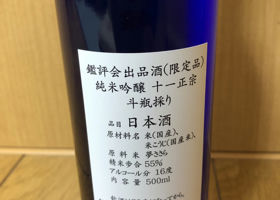 鑑評会出品酒(限定品)
純米吟醸 十一正宗
斗瓶採り
品目 日本酒
原材料名 米(国産)、
米こうじ(国産米)、
原料米 夢ささら
精米歩合 55%
アルコール分 16度
内容量 500ml